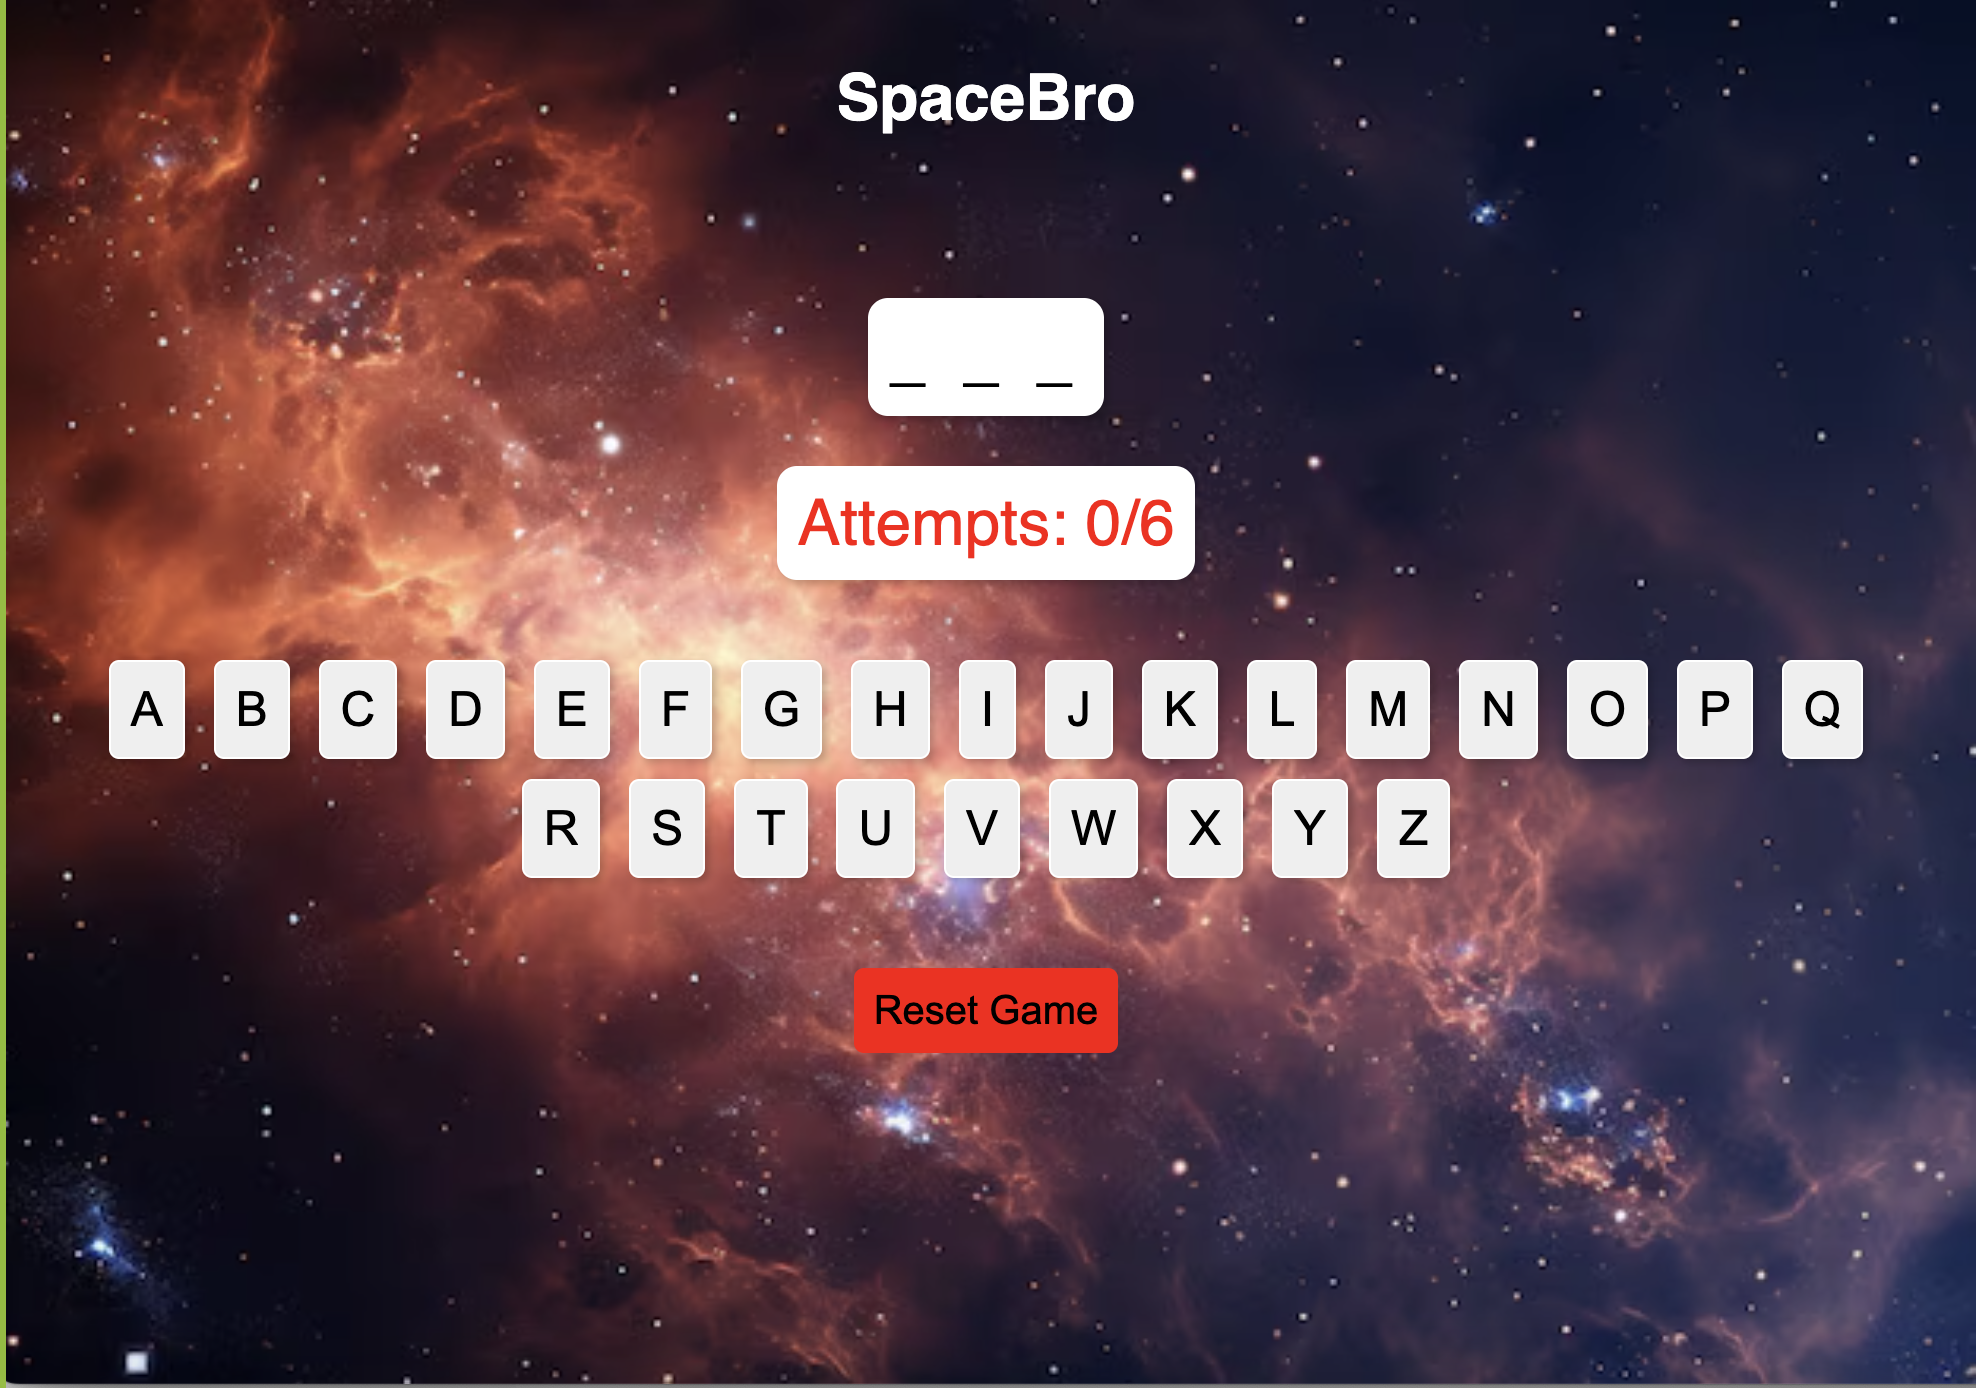 SpaceBro
_ _ _
Attempts: 0/6
A B C D E F G H I J K L M N O P Q
R S T U V W X Y Z
Reset Game